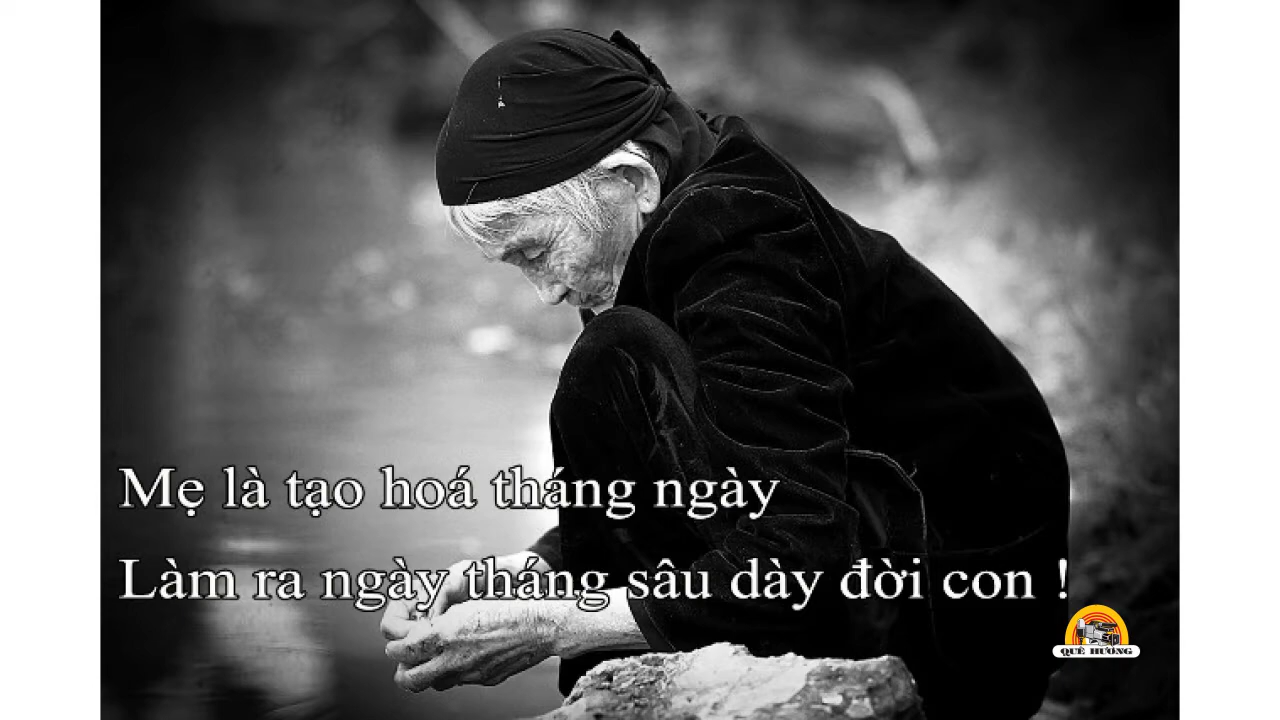 Mẹ là tạo hoá tháng ngày
Làm ra ngày tháng sâu dày đời con !
QUÊ HƯƠNG